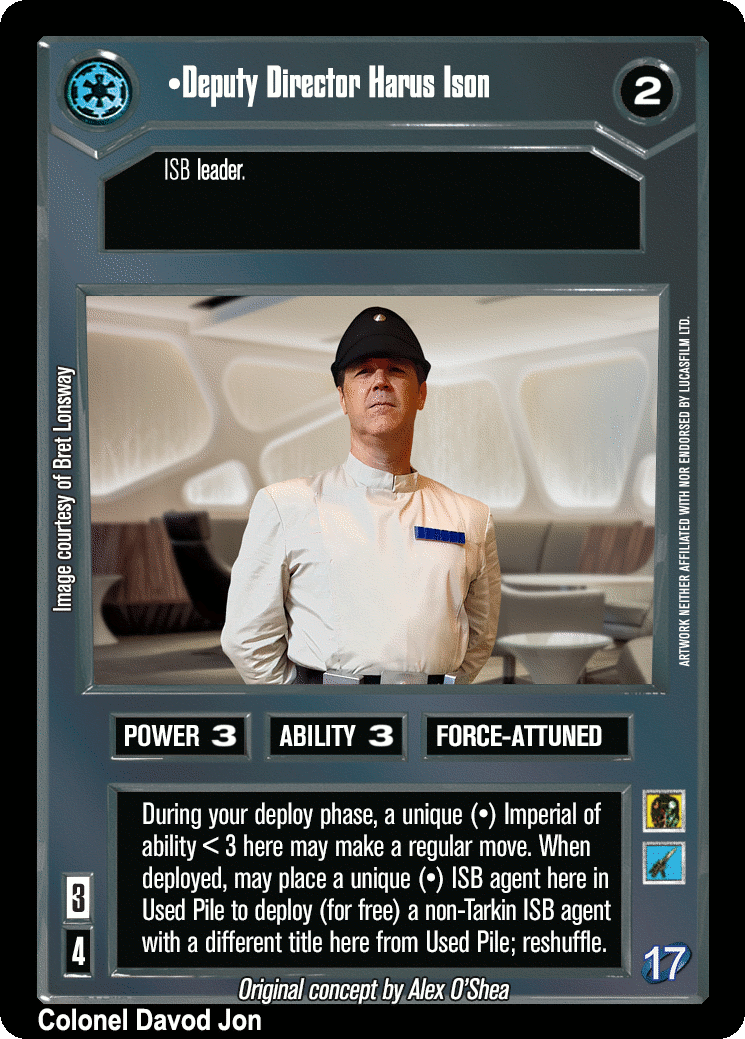 •Deputy Director Harus Ison
2
ISB leader.
Image courtesy of Bret Lonsway
ARTWORK NEITHER AFFILIATED WITH NOR ENDORSED BY LUCASFILM LTD.
POWER 3 ABILITY 3 FORCE-ATTUNED
During your deploy phase, a unique (•) Imperial of
ability < 3 here may make a regular move. When
deployed, may place a unique (•) ISB agent here in
Used Pile to deploy (for free) a non-Tarkin ISB agent
with a different title here from Used Pile; reshuffle.
3
4
17
Original concept by Alex O'Shea
Colonel Davod Jon